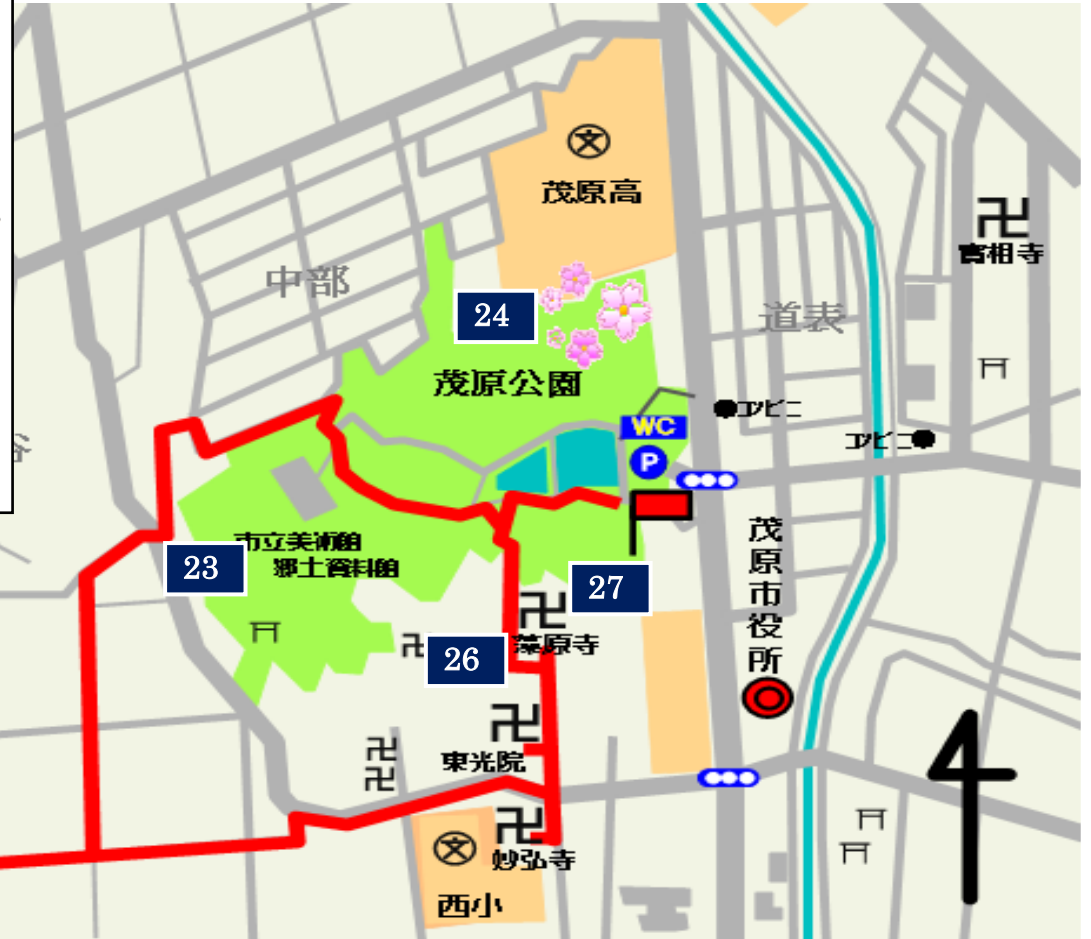 茂原高
寳相寺
中部
24
道表
茂原公園
コンビニ
WC
コンビニ
P
谷
茂原市役所
市立美術館
郷土資料館
23
27
藻原寺
26
東光院
妙弘寺
西小